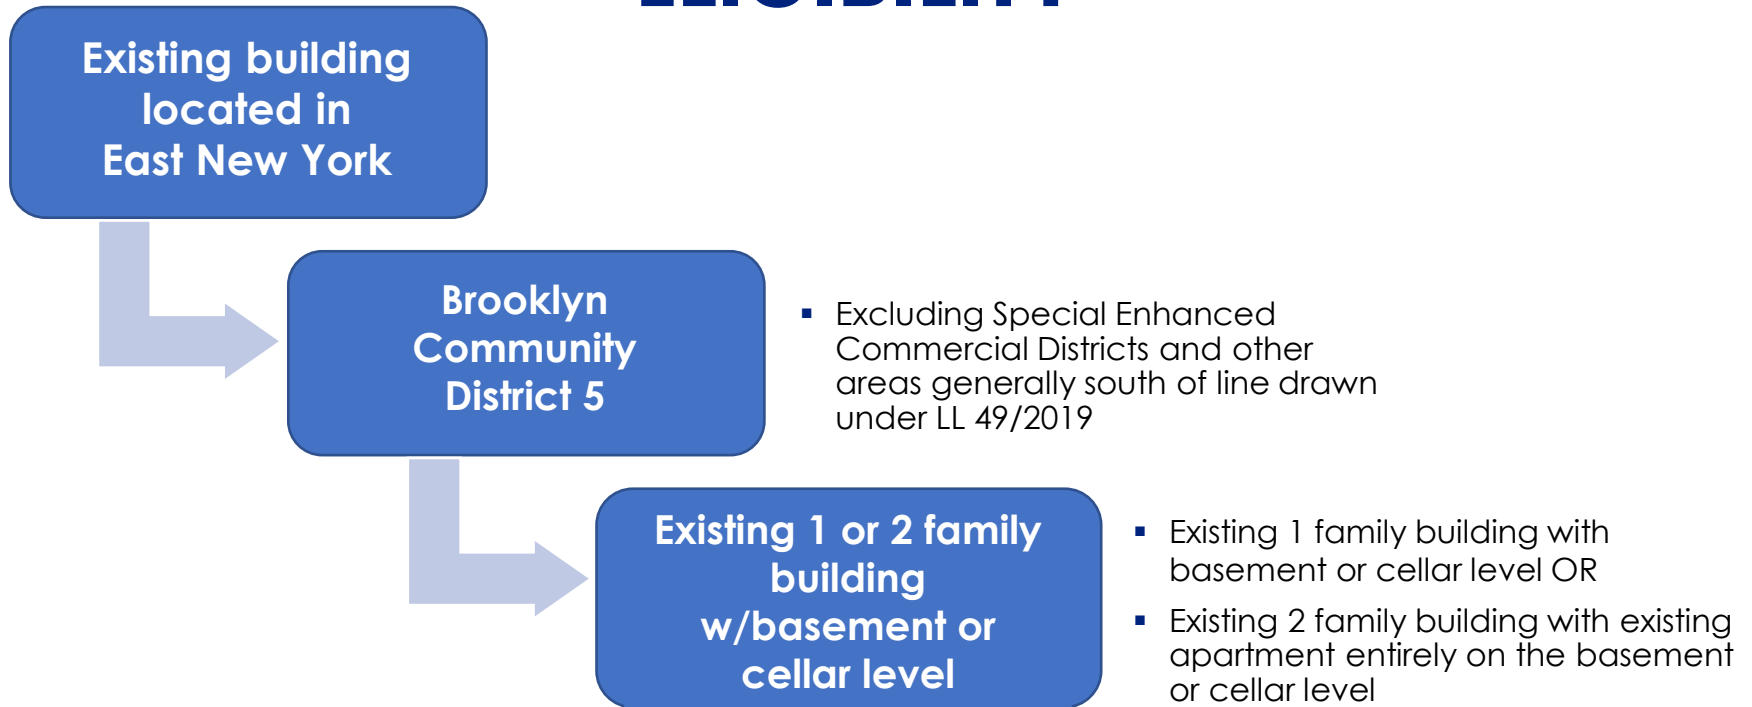 ELIGIBILITY
Existing building
located in
East New York
Brooklyn
Community
District 5
▪ Excluding Special Enhanced
Commercial Districts and other
areas generally south of line drawn
under LL 49/2019
Existing 1 or 2 family
building
w/basement or
cellar level
▪ Existing 1 family building with
basement or cellar level OR
▪ Existing 2 family building with existing
apartment entirely on the basement
or cellar level